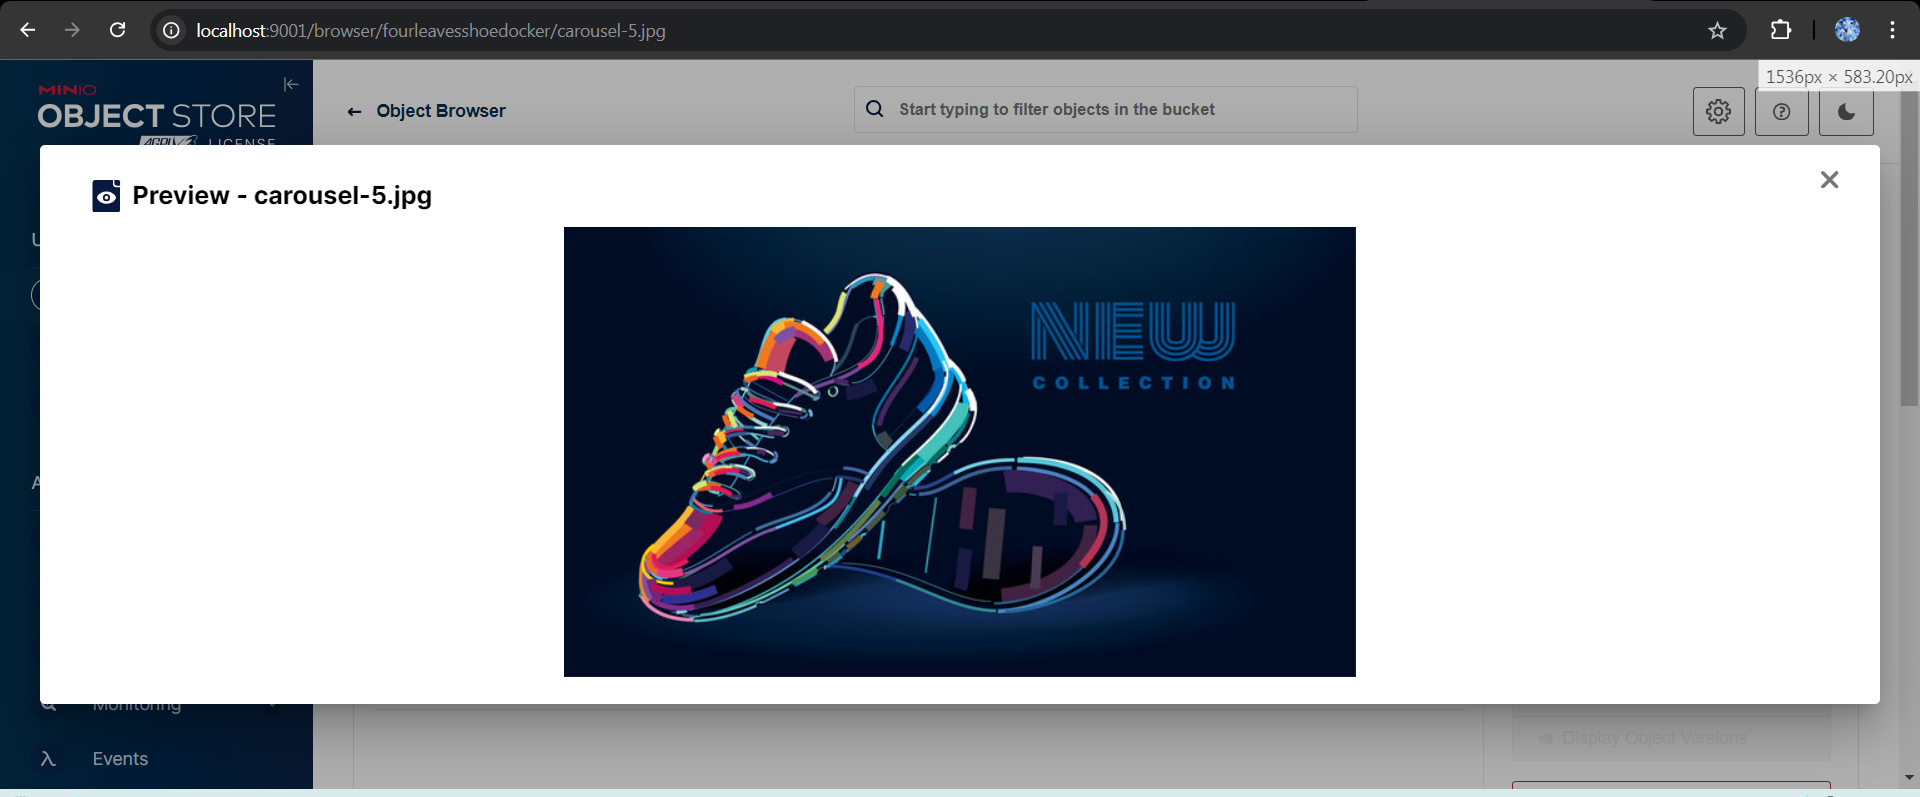 localhost:9001/browser/fourleavesshoedocker/carousel-5.jpg
1536px × 583.20px
MINIO
OBJECT STORE
AGPLV3 LICENSE
Object Browser
Start typing to filter objects in the bucket
Preview - carousel-5.jpg
NEW
COLLECTION
U
A
Monitoring
Events
Display Object Versions